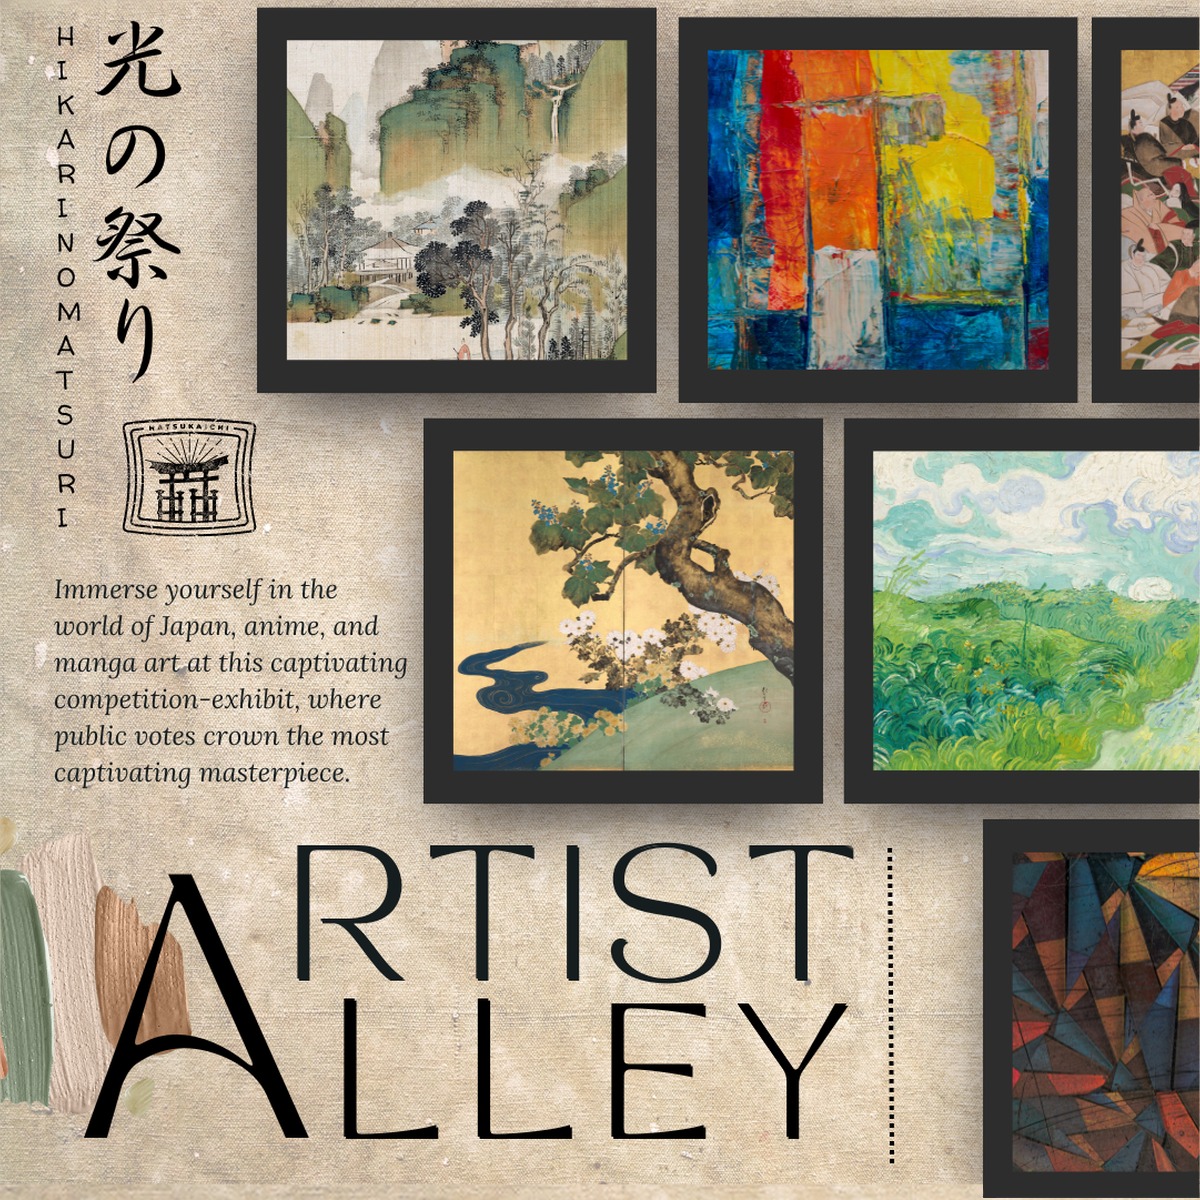 光の祭り
HIKARINOMATSURI
HATSUKAICHI
Immerse yourself in the
world of Japan, anime, and
manga art at this captivating
competition-exhibit, where
public votes crown the most
captivating masterpiece.
ARTIST
ALLEY